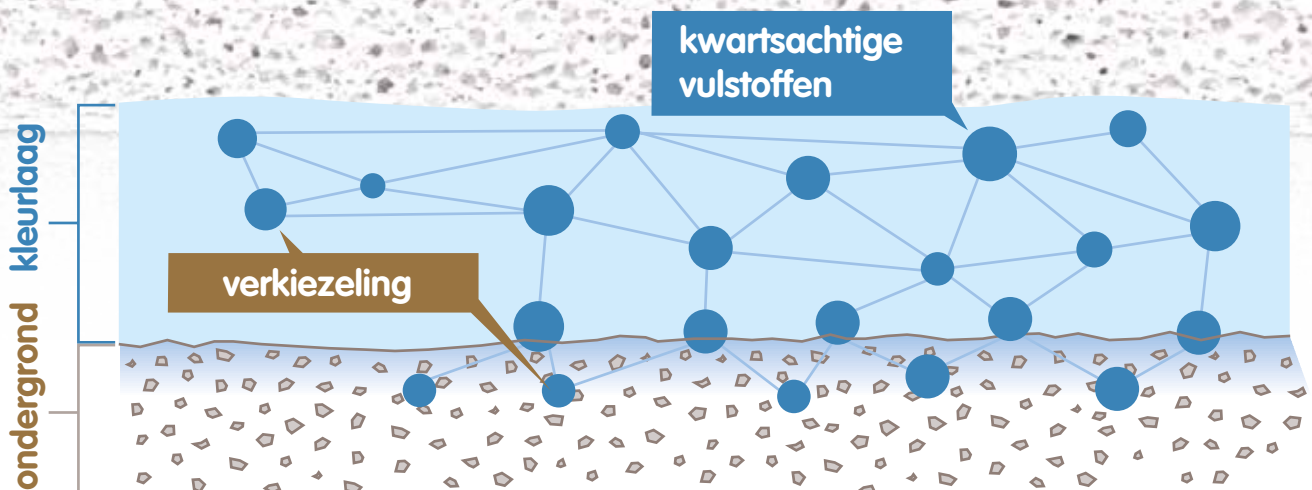 kwartsachtige
vulstoffen
kleurlaag
verkiezeling
ondergrond